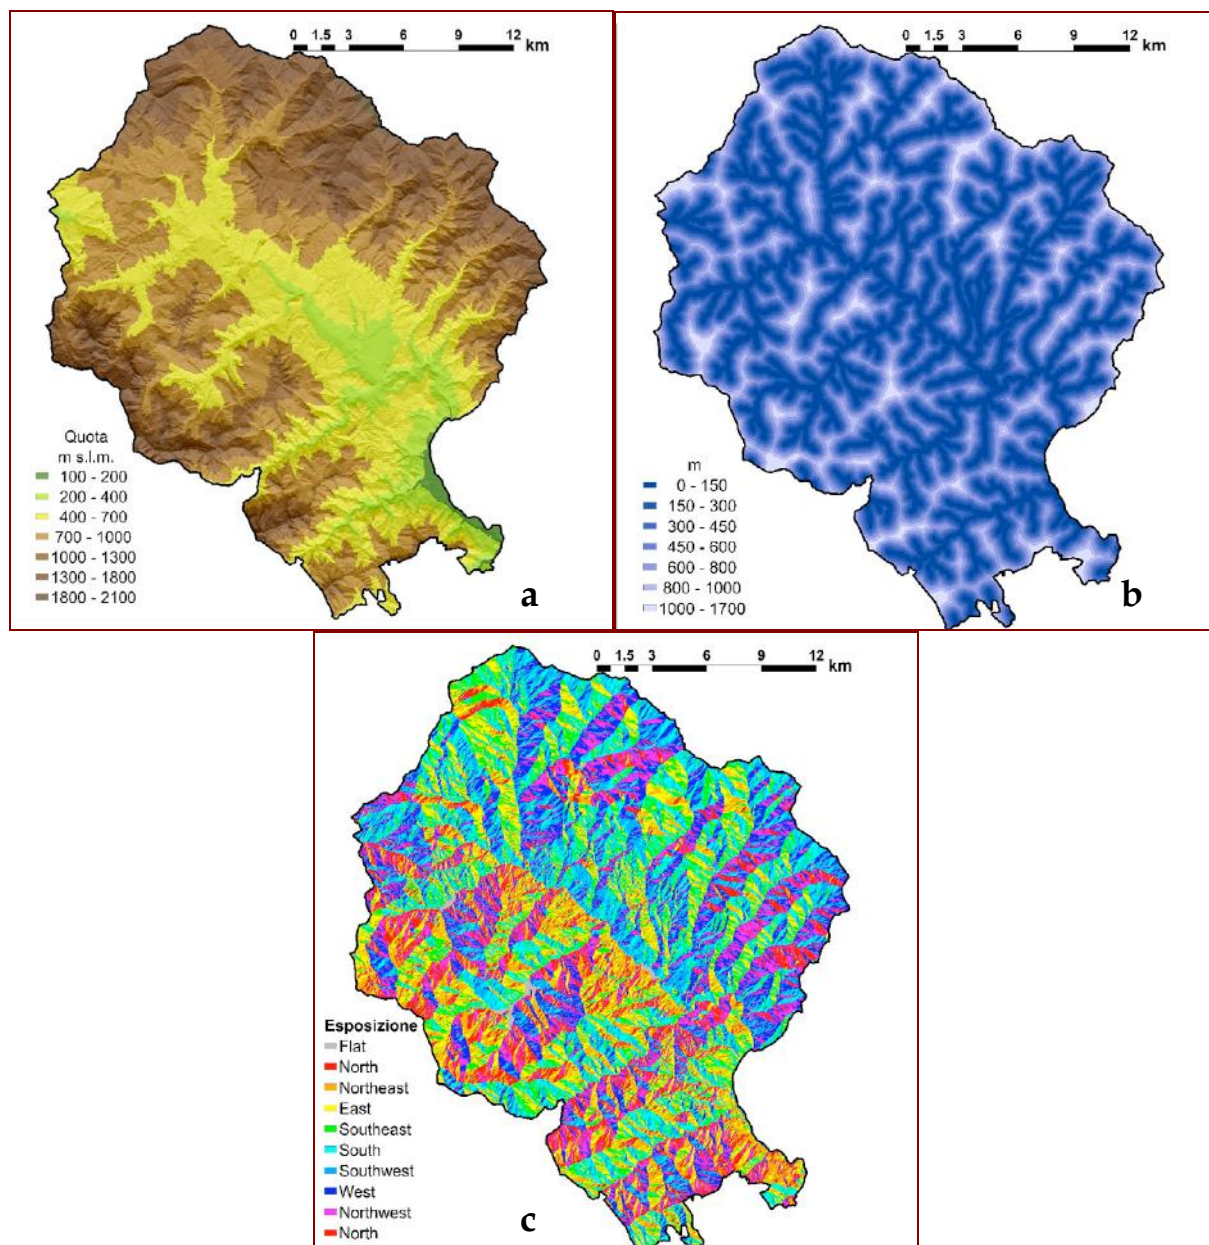 0 1.5 3 6 9 12 km
Quota
m s.l.m.
100 - 200
200 - 400
400 - 700
700 - 1000
1000 - 1300
1300 - 1800
1800 - 2100
a
0 1.5 3 6 9 12 km
m
0 - 150
150 - 300
300 - 450
450 - 600
600 - 800
800 - 1000
1000 - 1700
b
0 1.5 3 6 9 12 km
Esposizione
Flat
North
Northeast
East
Southeast
South
Southwest
West
Northwest
North
c